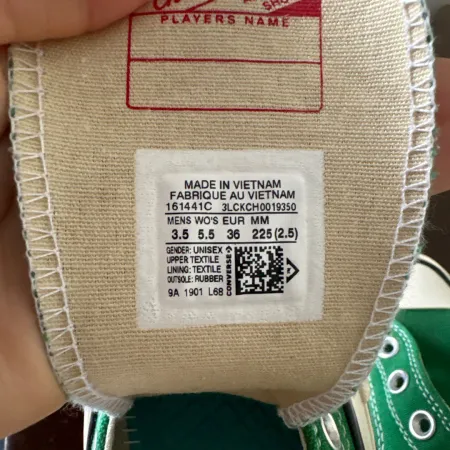 PLAYERS NAME
MADE IN VIETNAM
FABRIQUE AU VIETNAM
161441C 3LCKCH0019350
MENS WO'S EUR MM
3.5 5.5 36 225(2.5)
GENDER: UNISEX
UPPER TEXTILE
LINING: TEXTILE
OUTSOLE: RUBBER
9A 1901 L68
CONVERSE